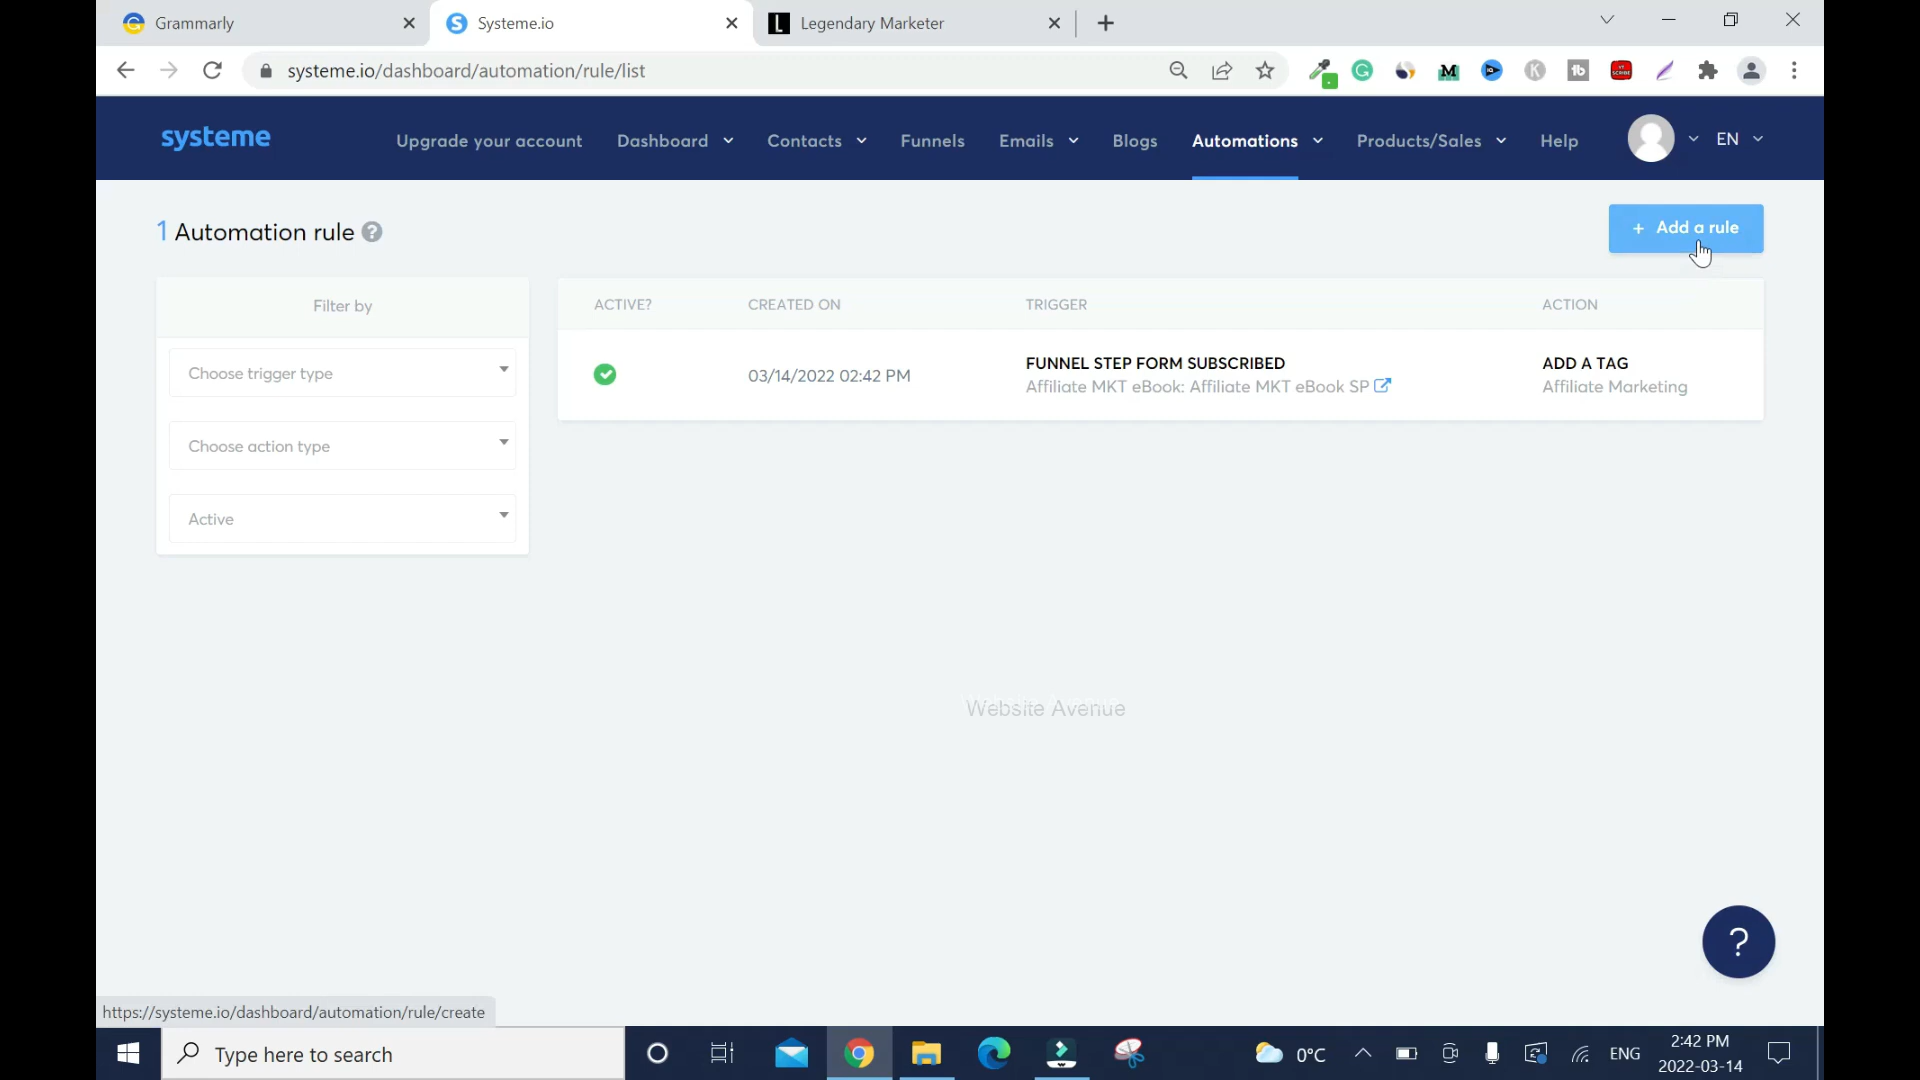 Grammarly
Systeme.io
Legendary Marketer
systeme.io/dashboard/automation/rule/list
systeme
Upgrade your account
Dashboard
Contacts
Funnels
Emails
Blogs
Automations
Products/Sales
Help
EN
1 Automation rule ?
+ Add a rule
Filter by
Choose trigger type
Choose action type
Active
ACTIVE? CREATED ON TRIGGER ACTION
03/14/2022 02:42 PM
FUNNEL STEP FORM SUBSCRIBED
Affiliate MKT eBook: Affiliate MKT eBook SP
ADD A TAG
Affiliate Marketing
Website Avenue
?
https://systeme.io/dashboard/automation/rule/create
Type here to search
0°C
ENG
2:42 PM
2022-03-14